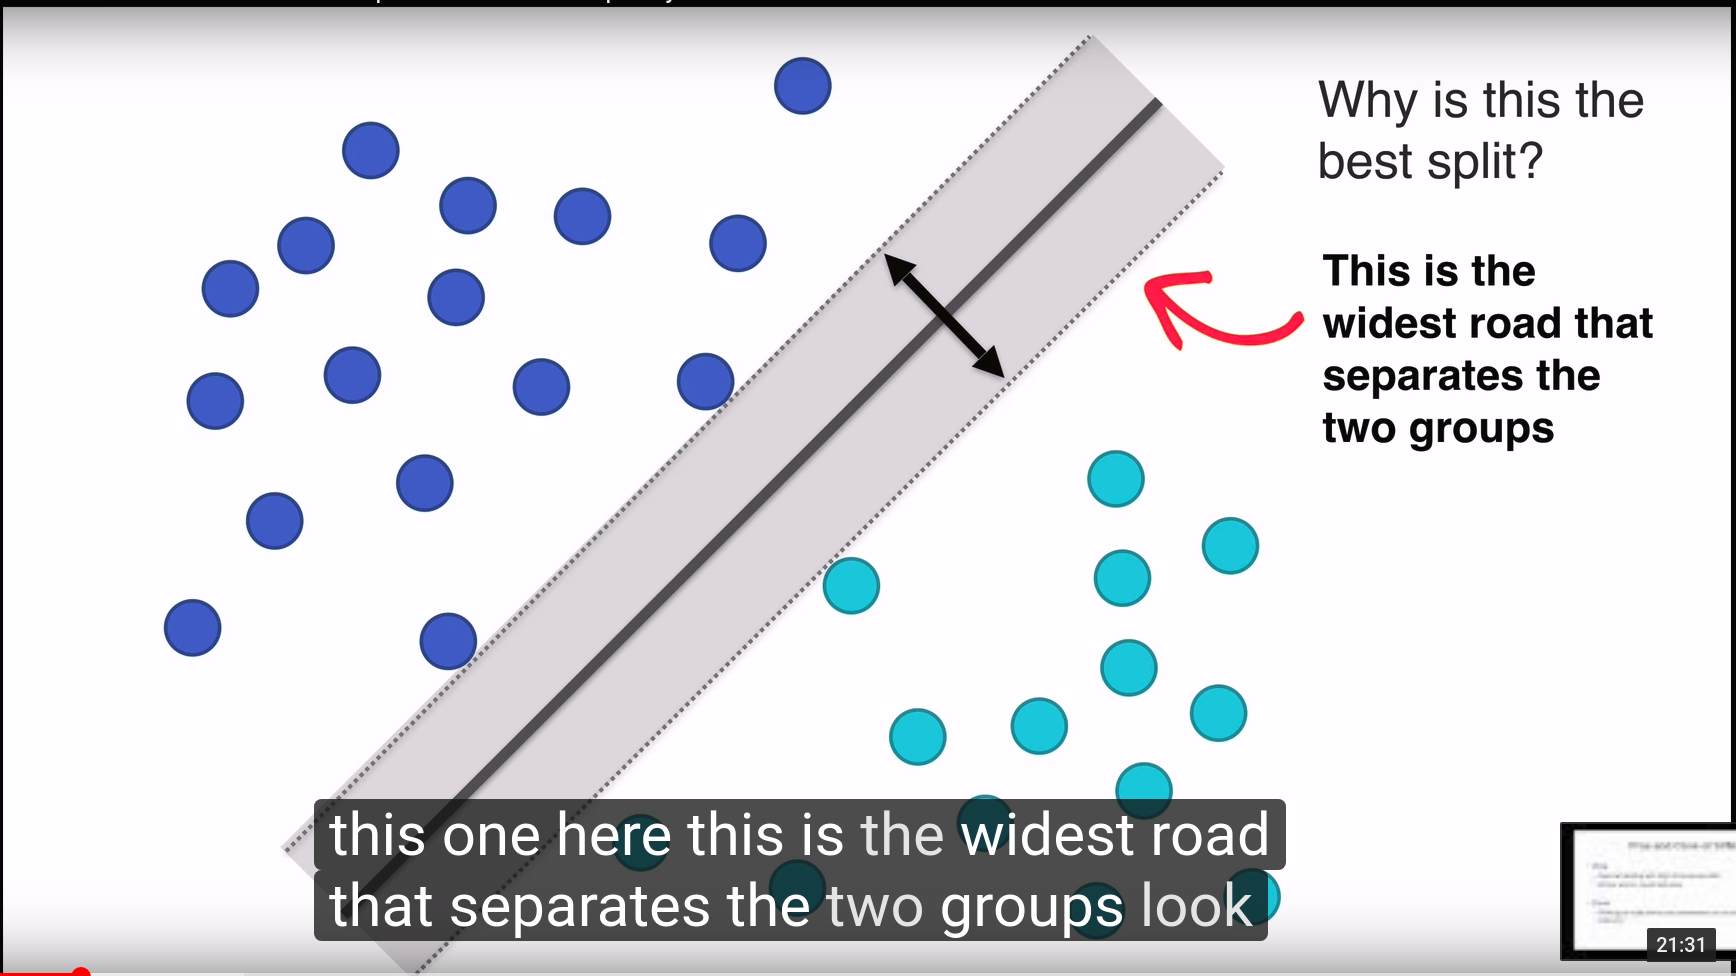 Why is this the
best split?
This is the
widest road that
separates the
two groups
this one here this is the widest road
that separates the two groups look
21:31